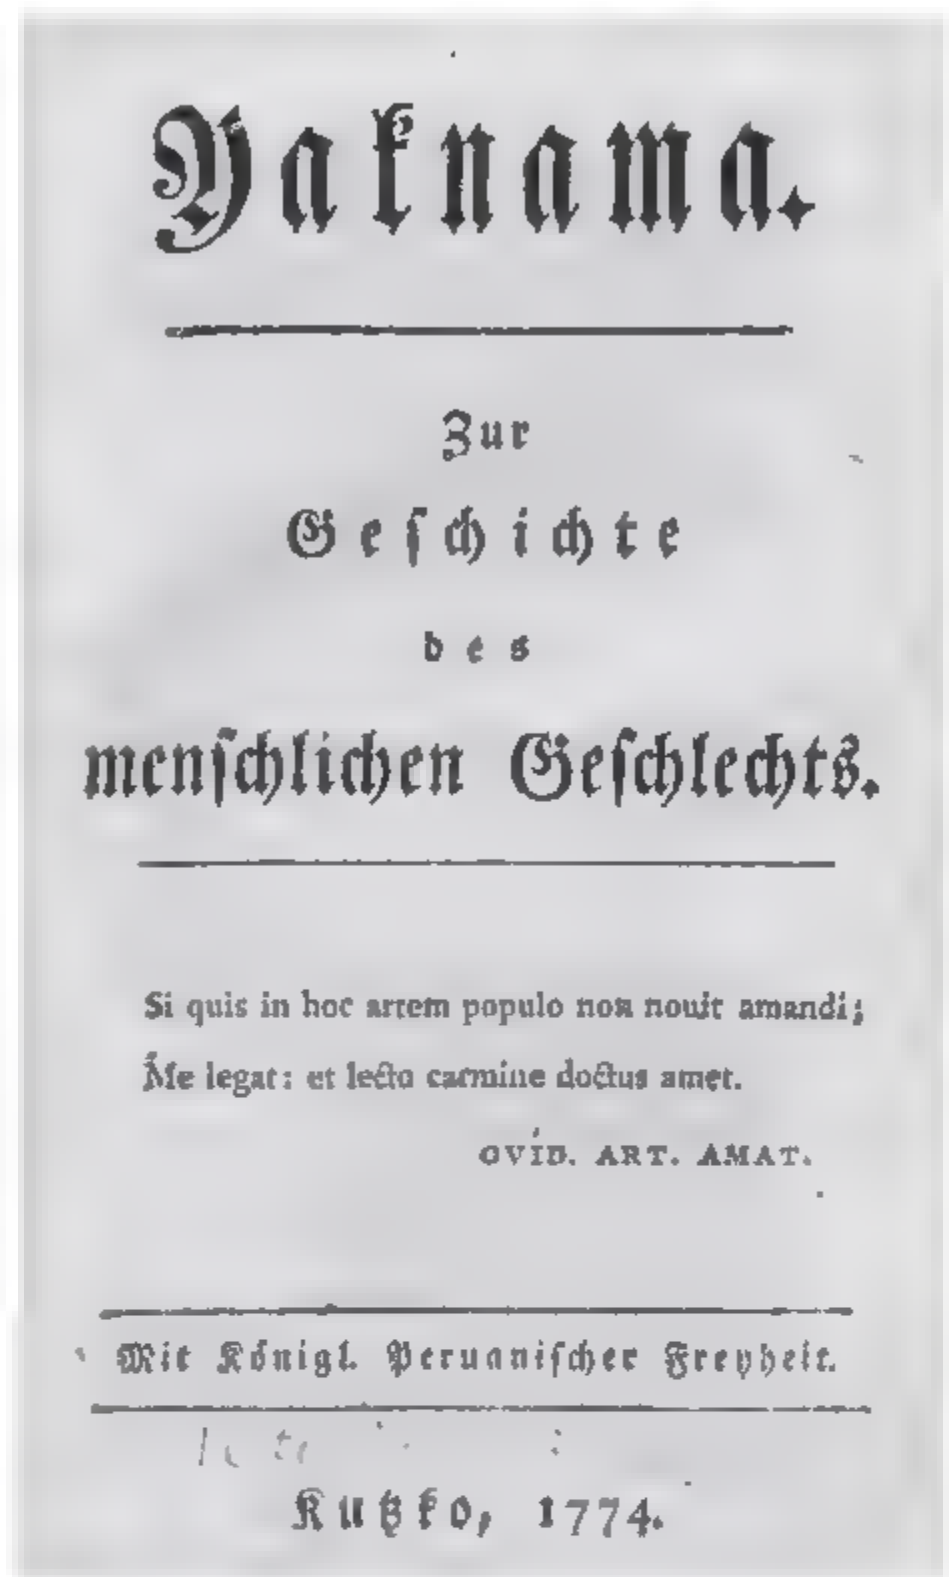 Yaknama.
Zur
Geſchichte
des
menſchlichen Geſchlechts.
Si quis in hoc artem populo non nouit amandi;
Me legat: et lecto carmine doctus amet.
OVID. ART. AMAT.
Mit Königl. Peruaniſcher Freyheit.
Kutzko, 1774.